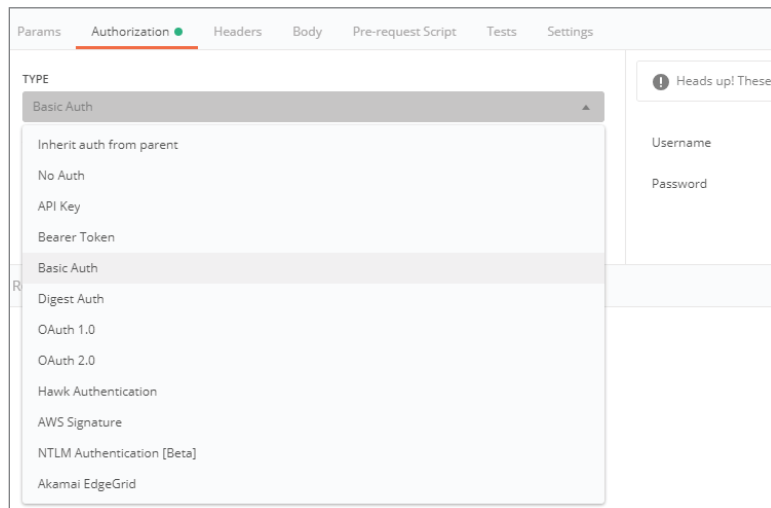 Params Authorization Headers Body Pre-request Script Tests Settings
TYPE
Basic Auth
Heads up! These
Username
Password
Inherit auth from parent
No Auth
API Key
Bearer Token
Basic Auth
Digest Auth
OAuth 1.0
OAuth 2.0
Hawk Authentication
AWS Signature
NTLM Authentication [Beta]
Akamai EdgeGrid